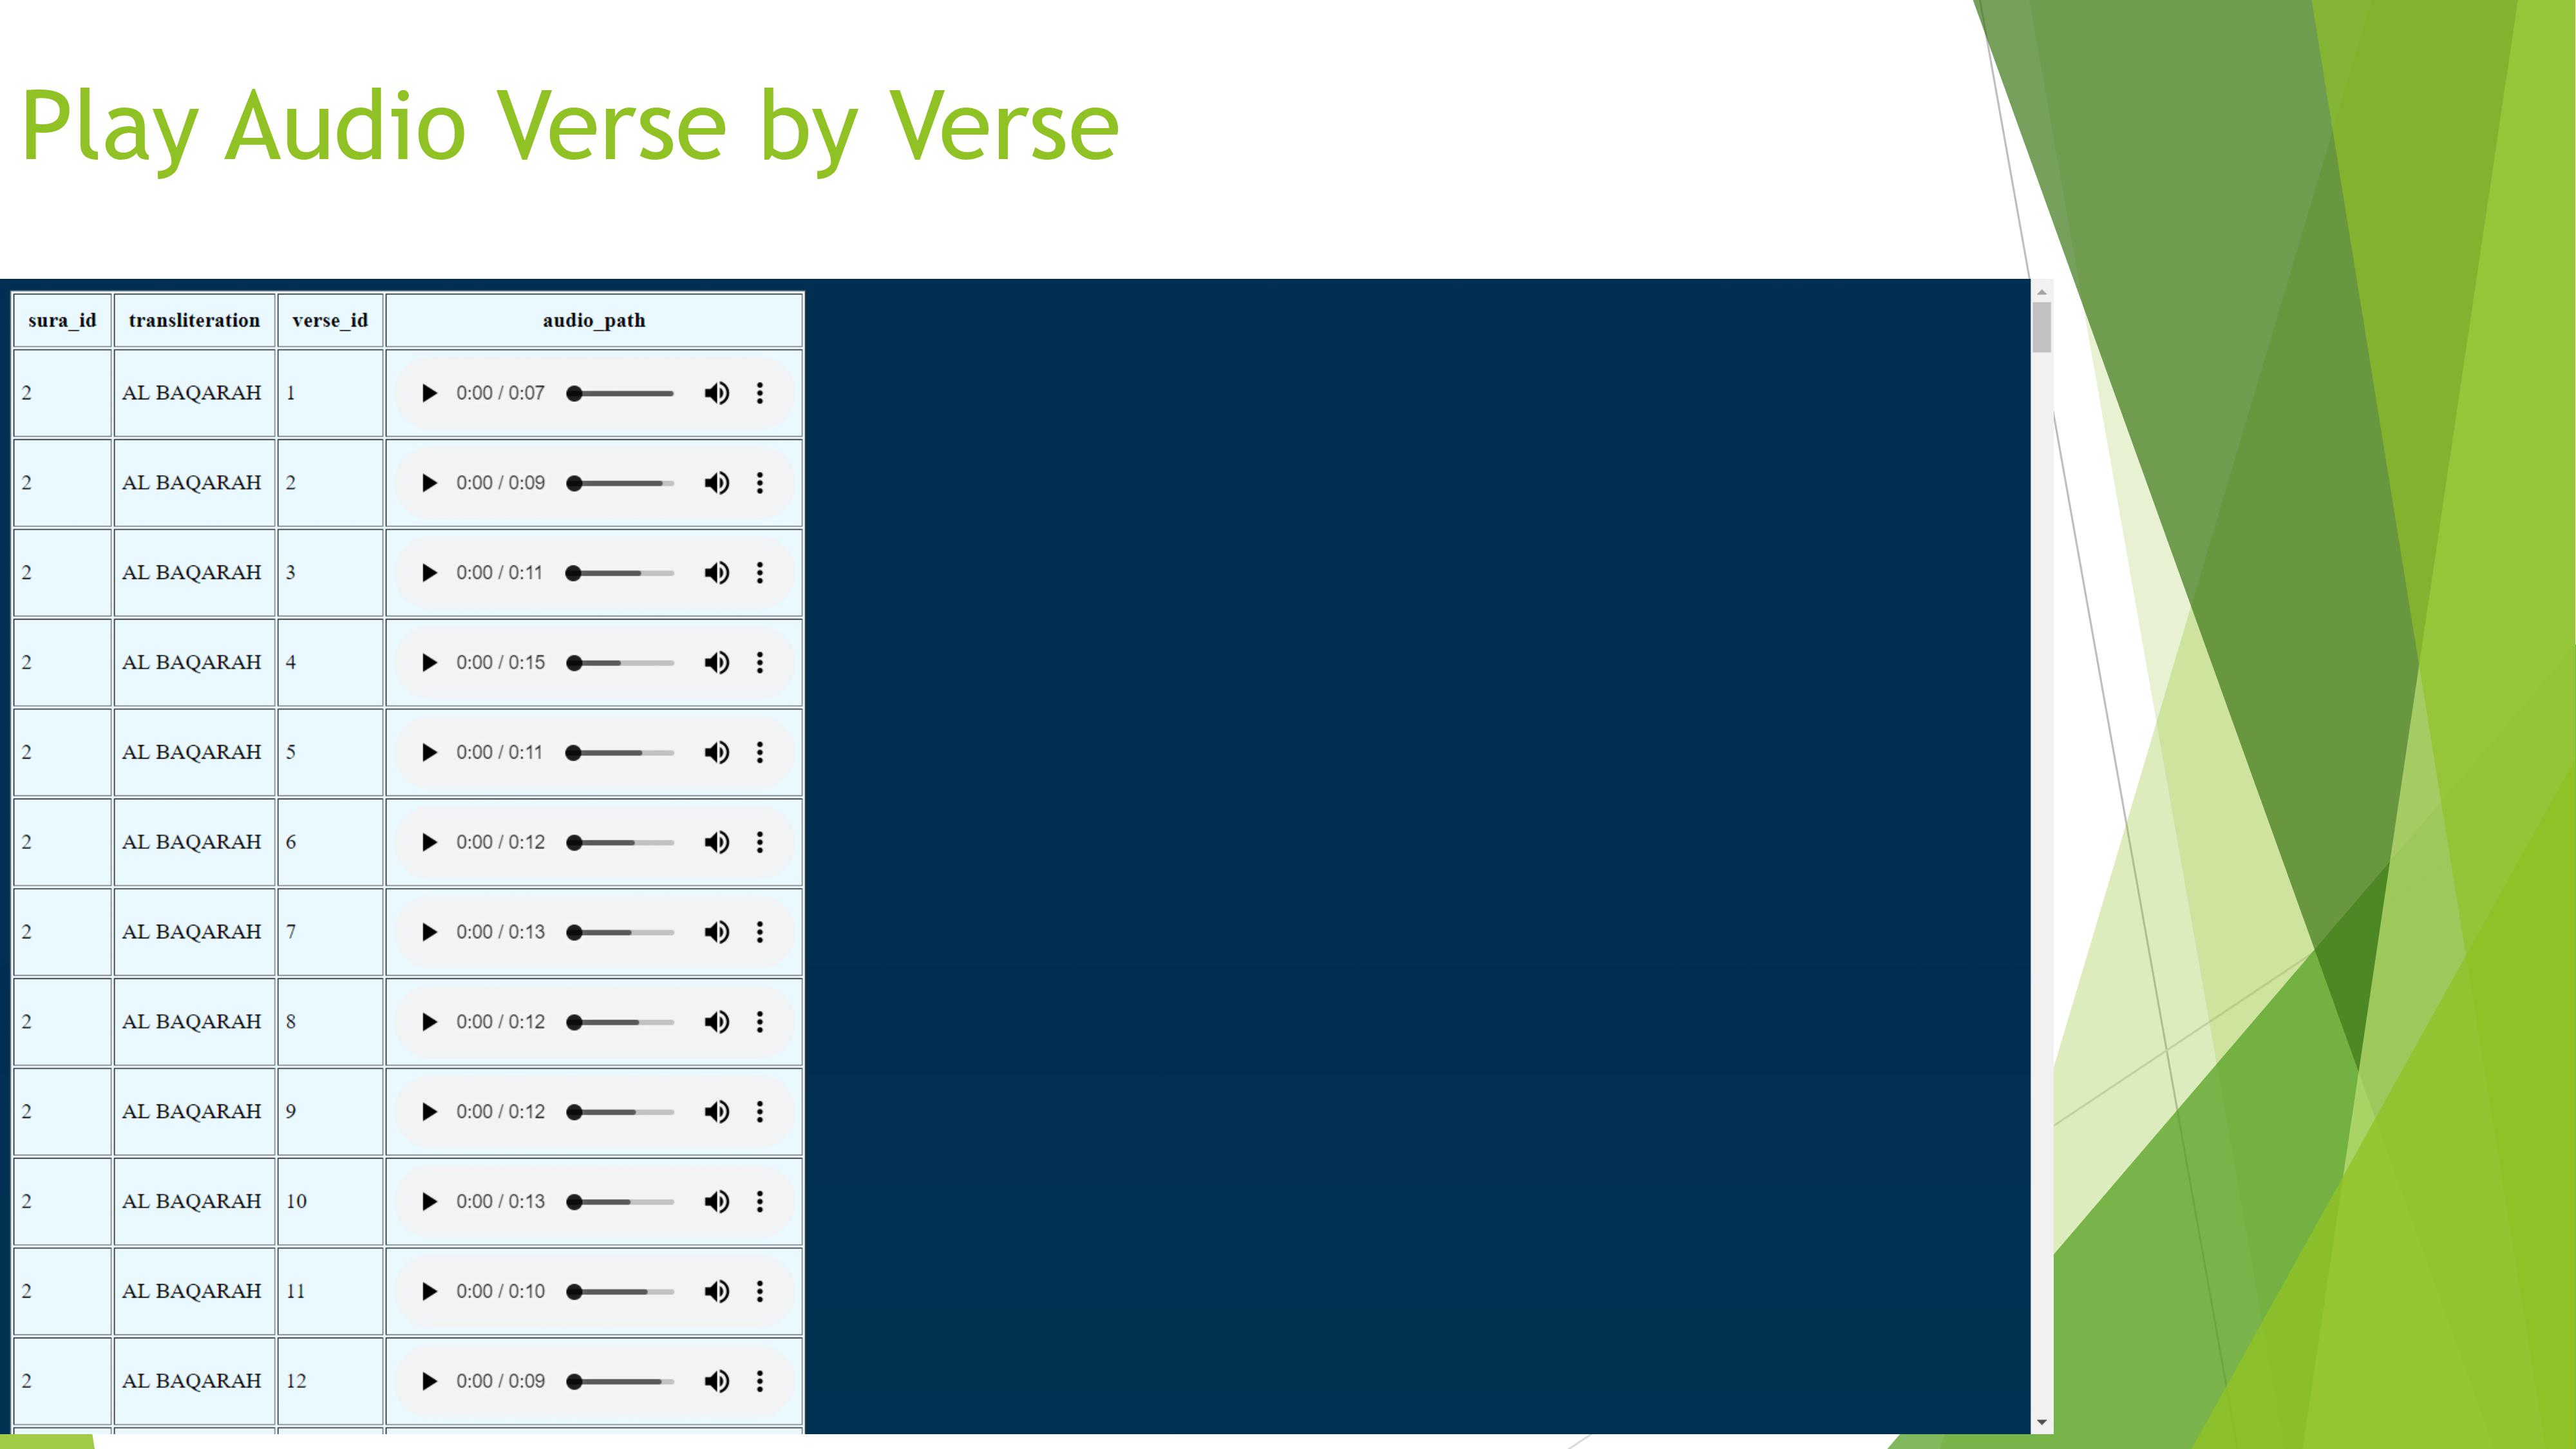 Play Audio Verse by Verse
sura_id transliteration verse_id audio_path
2 AL BAQARAH 1 0:00 / 0:07
2 AL BAQARAH 2 0:00 / 0:09
2 AL BAQARAH 3 0:00 / 0:11
2 AL BAQARAH 4 0:00 / 0:15
2 AL BAQARAH 5 0:00 / 0:11
2 AL BAQARAH 6 0:00 / 0:12
2 AL BAQARAH 7 0:00 / 0:13
2 AL BAQARAH 8 0:00 / 0:12
2 AL BAQARAH 9 0:00 / 0:12
2 AL BAQARAH 10 0:00 / 0:13
2 AL BAQARAH 11 0:00 / 0:10
2 AL BAQARAH 12 0:00 / 0:09